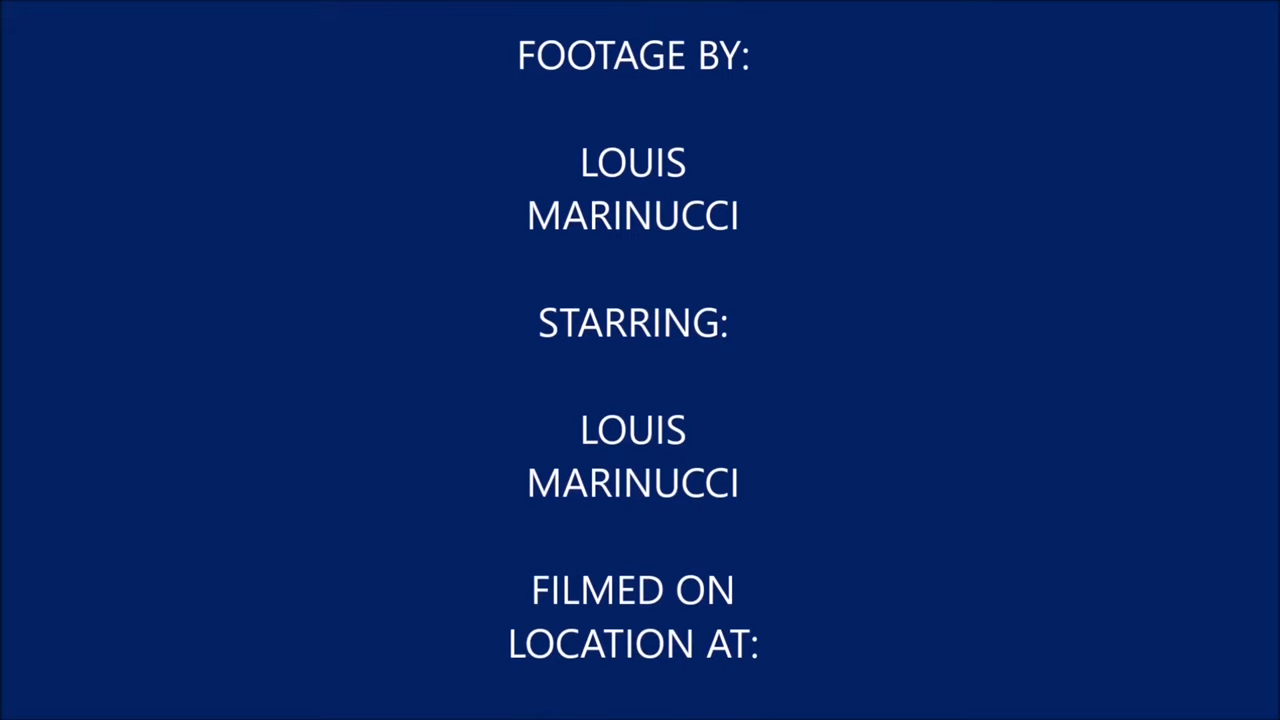 FOOTAGE BY:
LOUIS
MARINUCCI
STARRING:
LOUIS
MARINUCCI
FILMED ON
LOCATION AT: